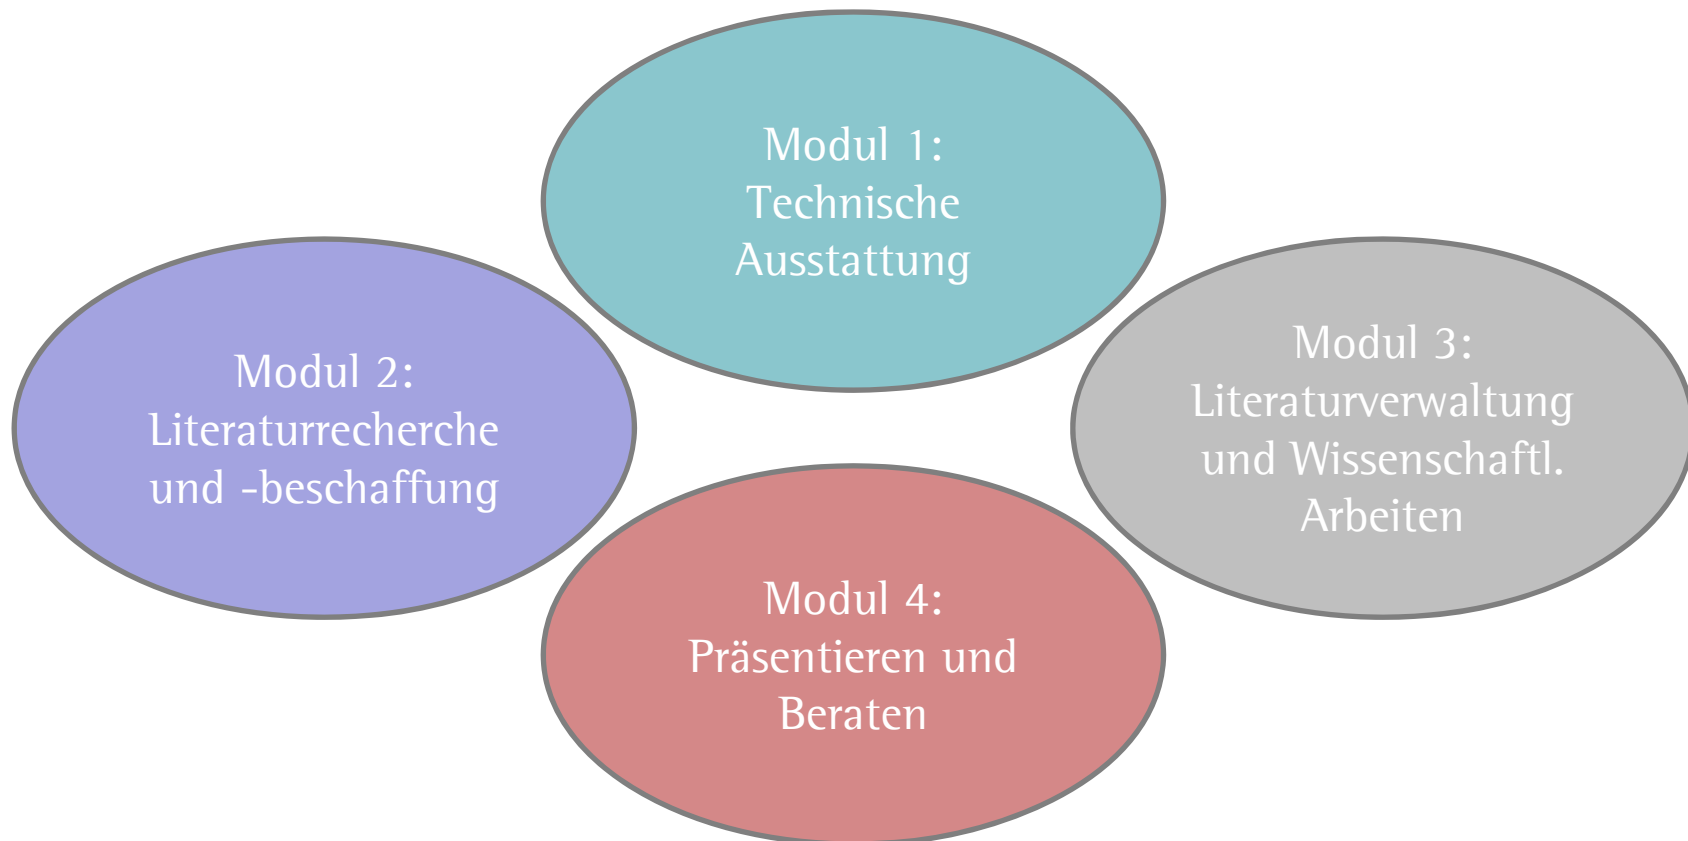 Modul 1:
Technische
Ausstattung
Modul 2:
Literaturrecherche
und -beschaffung
Modul 3:
Literaturverwaltung
und Wissenschaftl.
Arbeiten
Modul 4:
Präsentieren und
Beraten